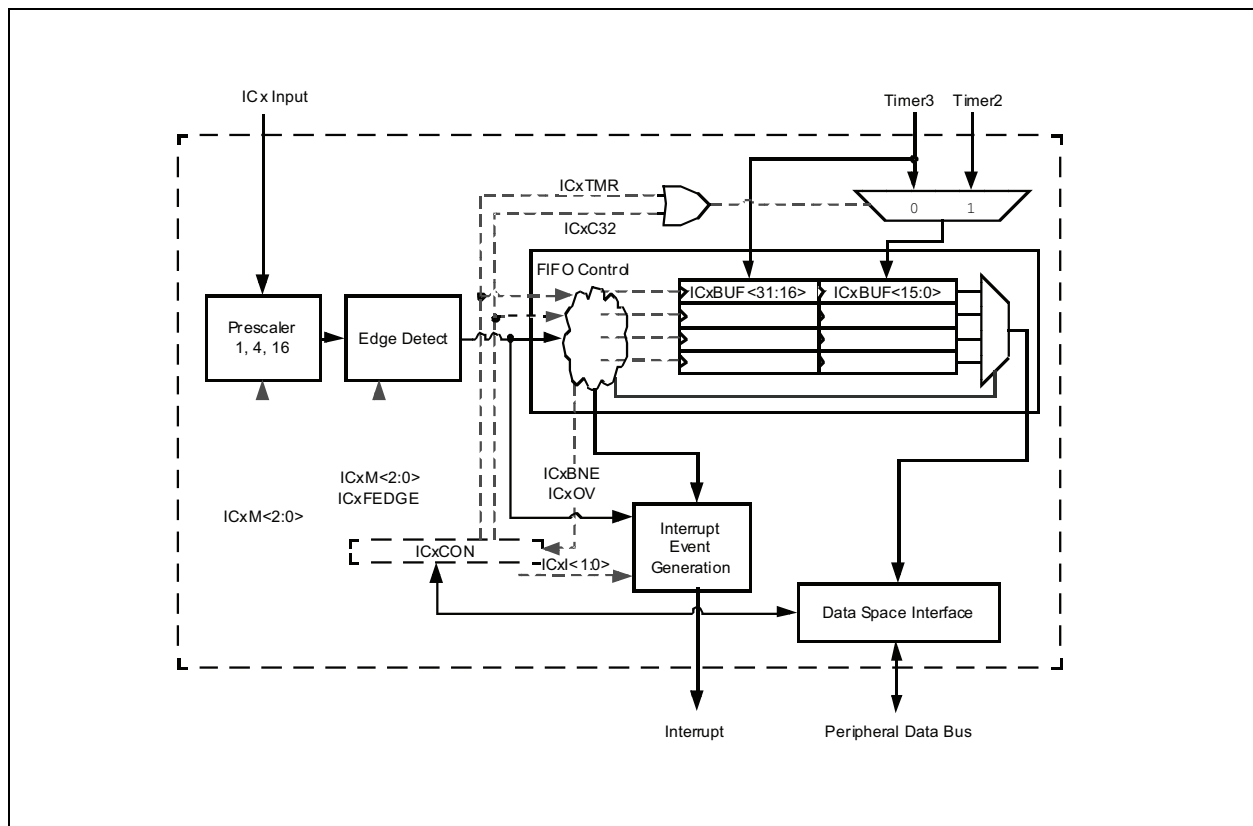 ICx Input
Timer3
Timer2
ICxTMR
0
1
ICxC32
FIFO Control
ICxBUF<31:16>
ICxBUF<15:0>
Prescaler
1, 4, 16
Edge Detect
ICxM<2:0>
ICxFEDGE
ICxBNE
ICxOV
ICxM<2:0>
Interrupt
Event
Generation
ICxCON
ICxI<1:0>
Data Space Interface
Interrupt
Peripheral Data Bus